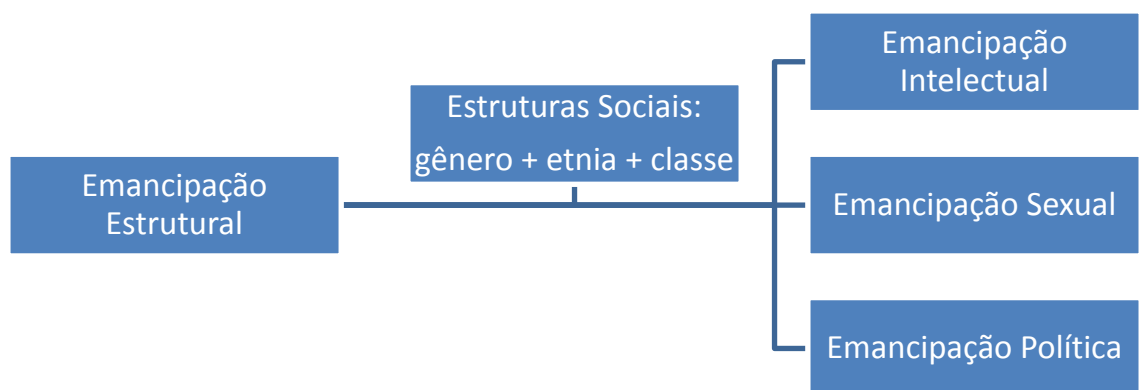 Emancipação
Estrutural
Estruturas Sociais:
gênero + etnia + classe
Emancipação
Intelectual
Emancipação Sexual
Emancipação Política